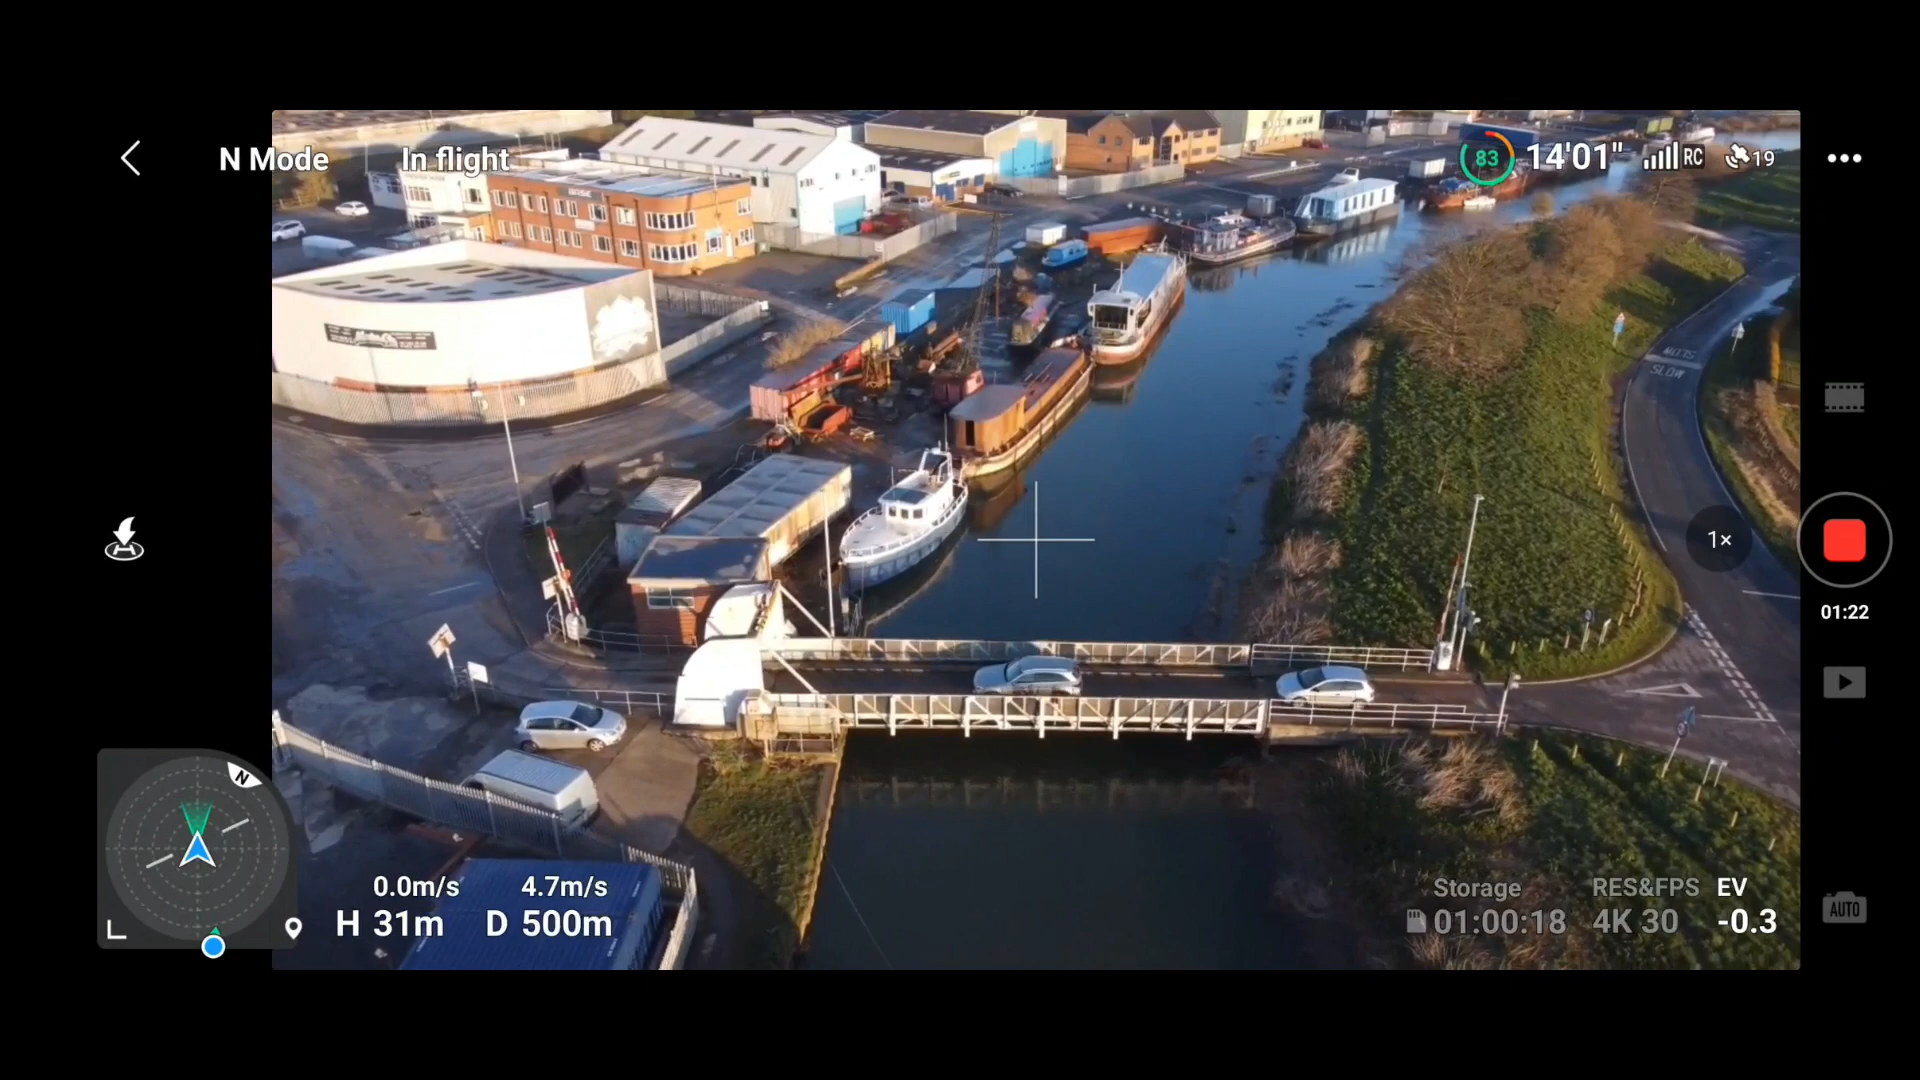 N Mode
In flight
83
14'01"
RC
19
MEETS
SLOW
1×
01:22
N
0.0m/s
4.7m/s
H 31m
D 500m
Storage
01:00:18
RES&FPS
4K 30
EV
-0.3
AUTO